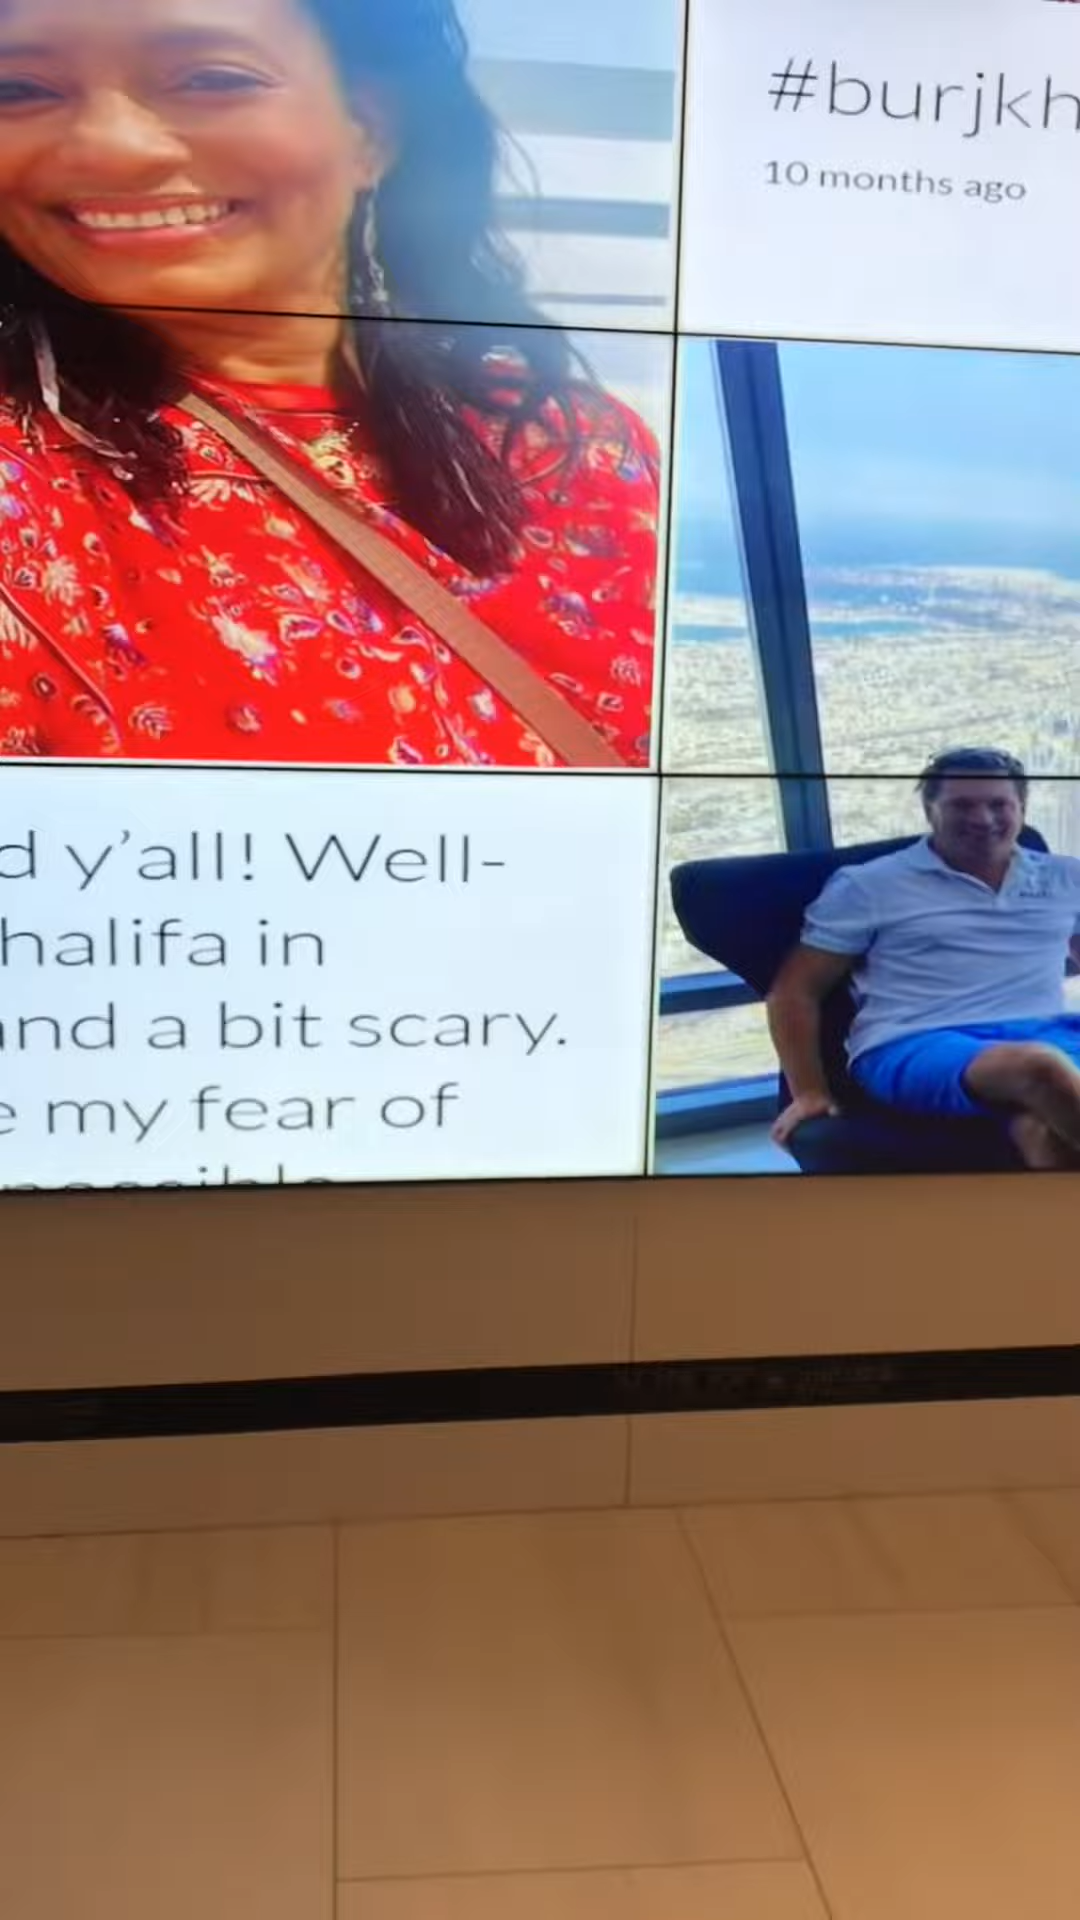 #burjkh
10 months ago
d y'all! Well-
halifa in
and a bit scary.
e my fear of